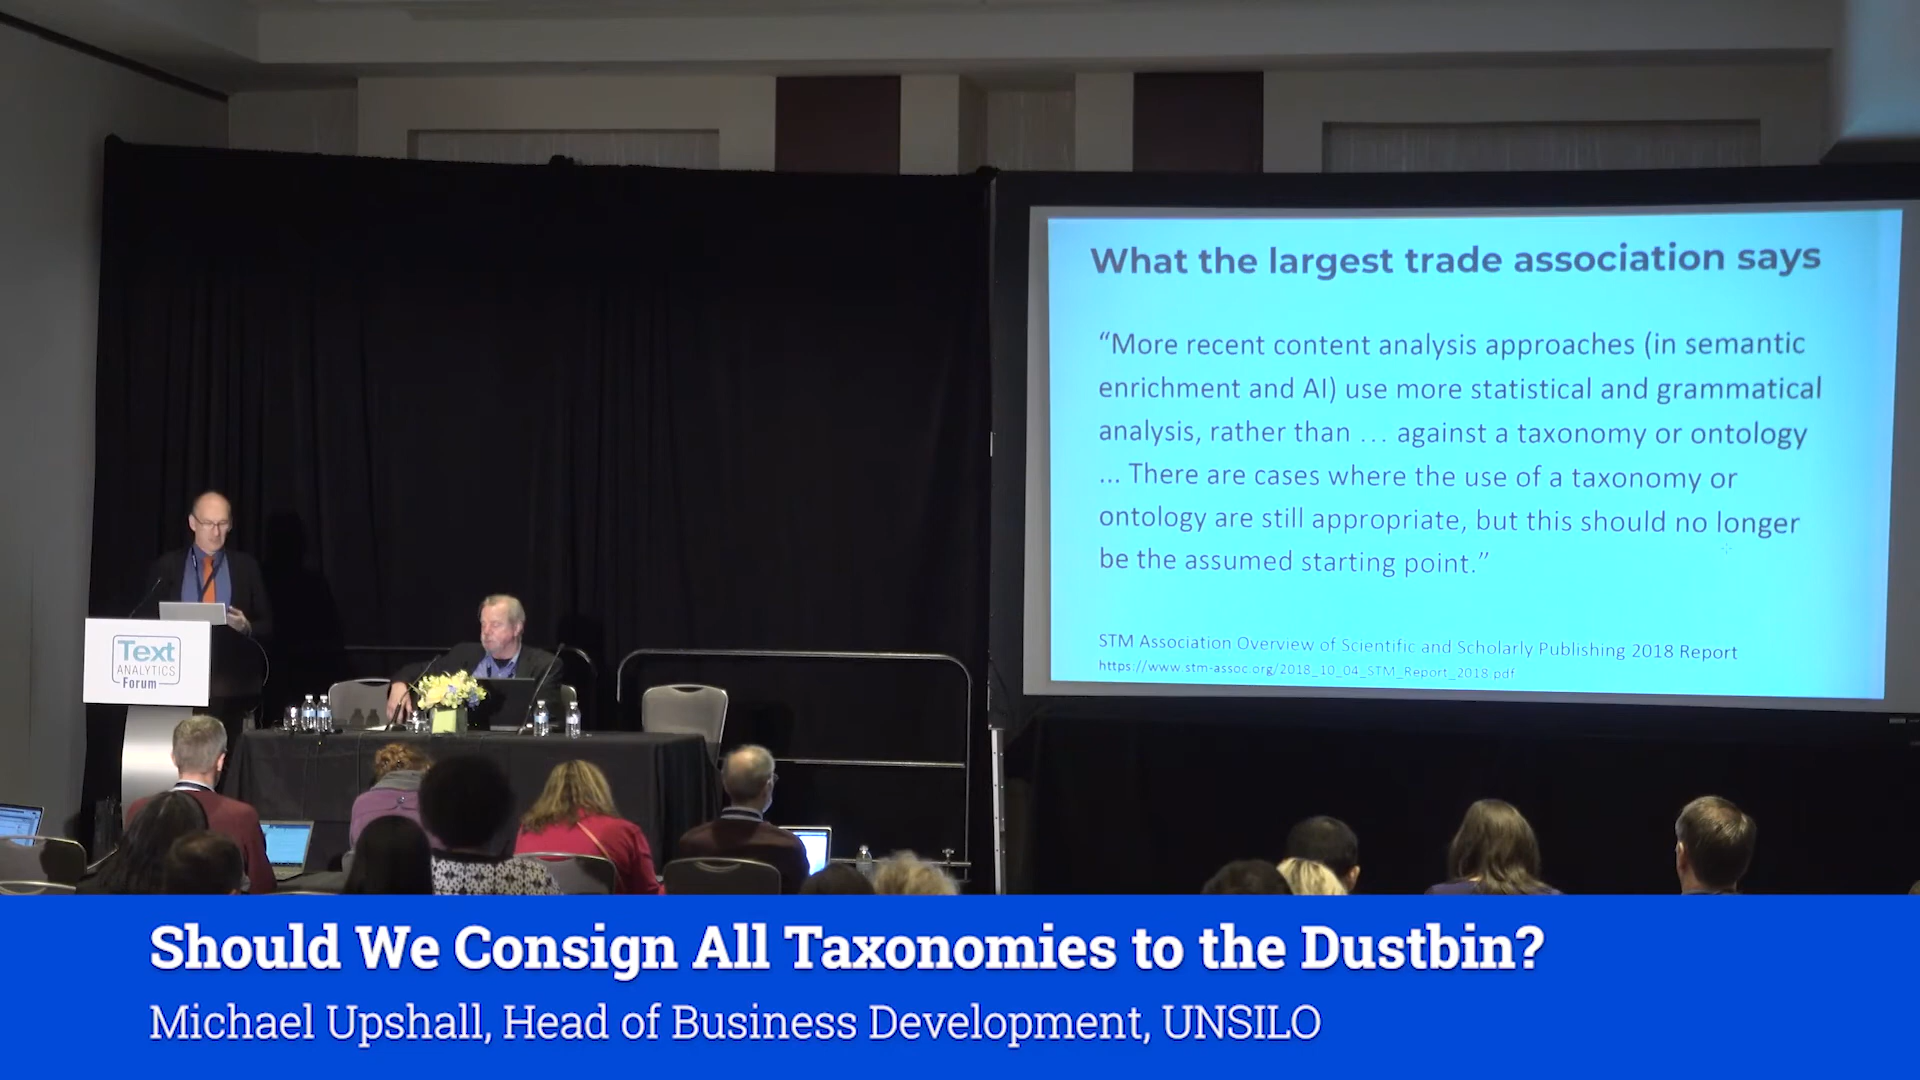 What the largest trade association says
“More recent content analysis approaches (in semantic
enrichment and AI) use more statistical and grammatical
analysis, rather than … against a taxonomy or ontology
... There are cases where the use of a taxonomy or
ontology are still appropriate, but this should no longer
be the assumed starting point.”
STM Association Overview of Scientific and Scholarly Publishing 2018 Report
https://www.stm-assoc.org/2018_10_04_STM_Report_2018.pdf
Text
ANALYTICS
Forum
Should We Consign All Taxonomies to the Dustbin?
Michael Upshall, Head of Business Development, UNSILO